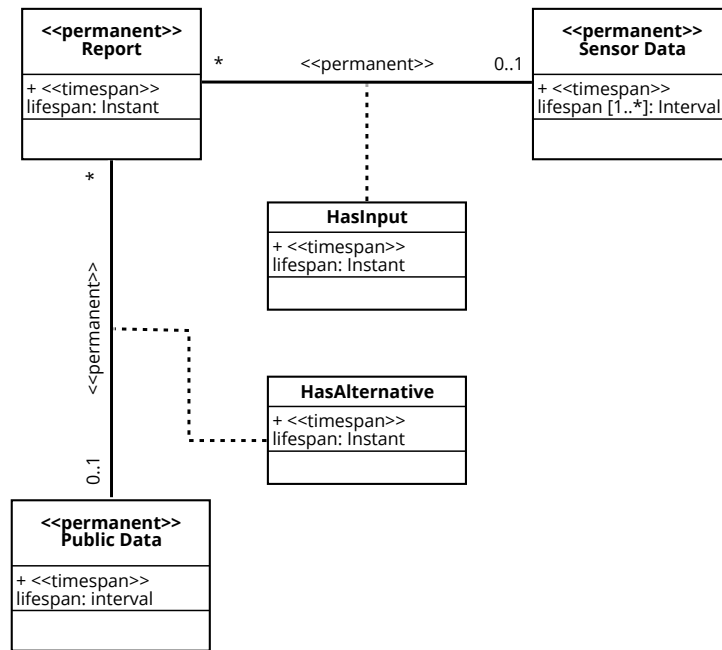 <<permanent>>
Report
+ <<timespan>>
lifespan: Instant
*
<<permanent>>
0..1
<<permanent>>
Sensor Data
+ <<timespan>>
lifespan [1..*]: Interval
HasInput
+ <<timespan>>
lifespan: Instant
*
<<permanent>>
0..1
HasAlternative
+ <<timespan>>
lifespan: Instant
<<permanent>>
Public Data
+ <<timespan>>
lifespan: interval